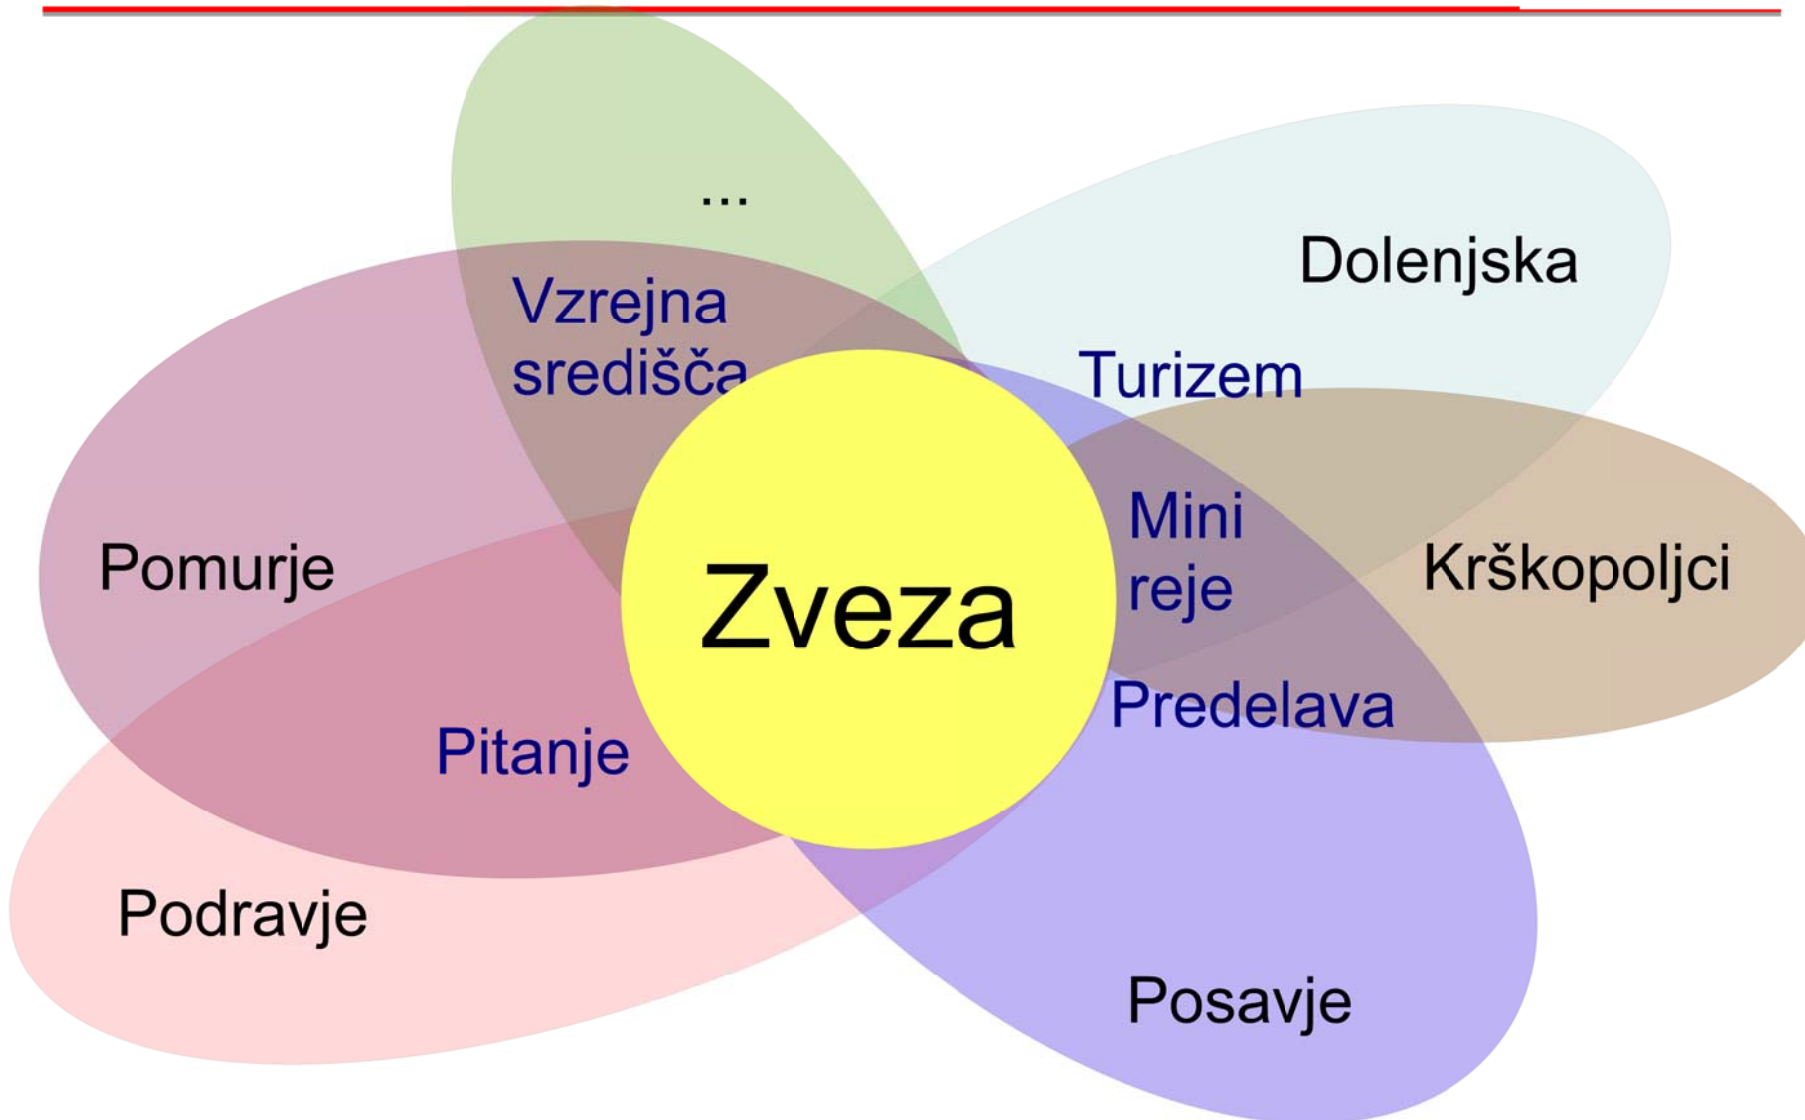 ...
Dolenjska
Vzrejna
središča
Turizem
Mini
reje
Pomurje
Zveza
Krškopoljci
Predelava
Pitanje
Podravje
Posavje